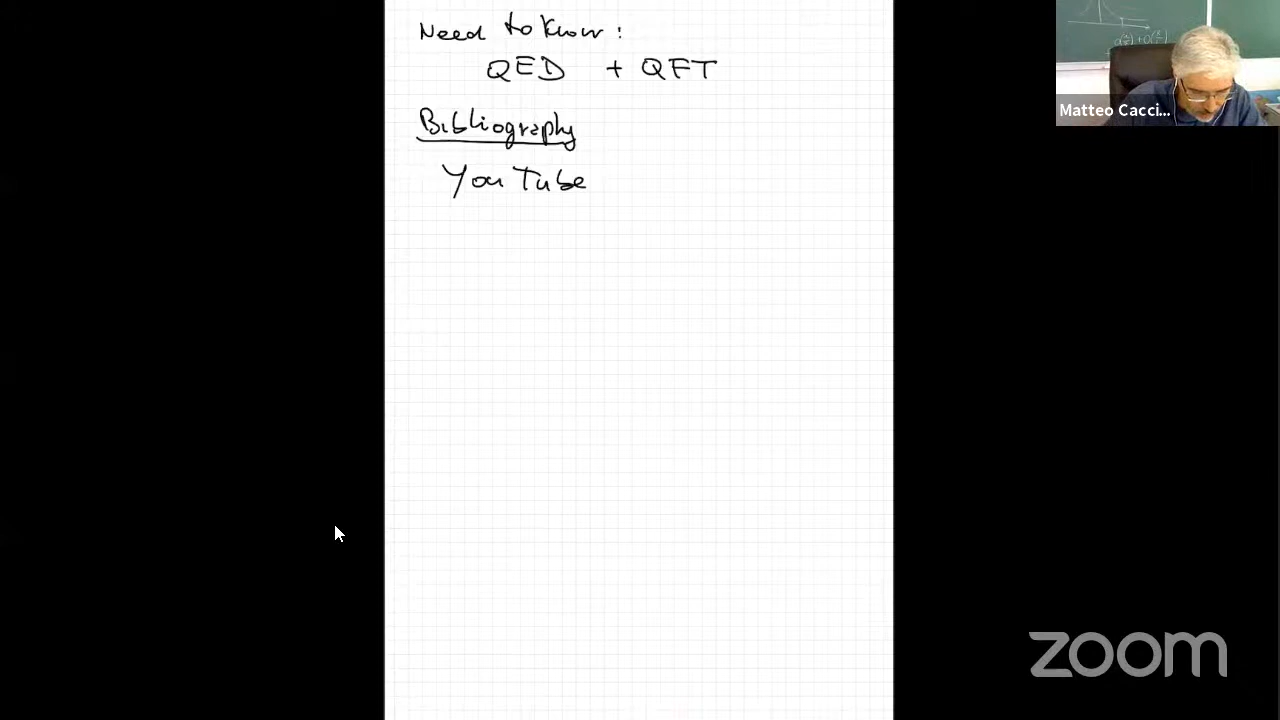 Need to know:
QED + QFT
Bibliography
YouTube
Matteo Cacci...
zoom